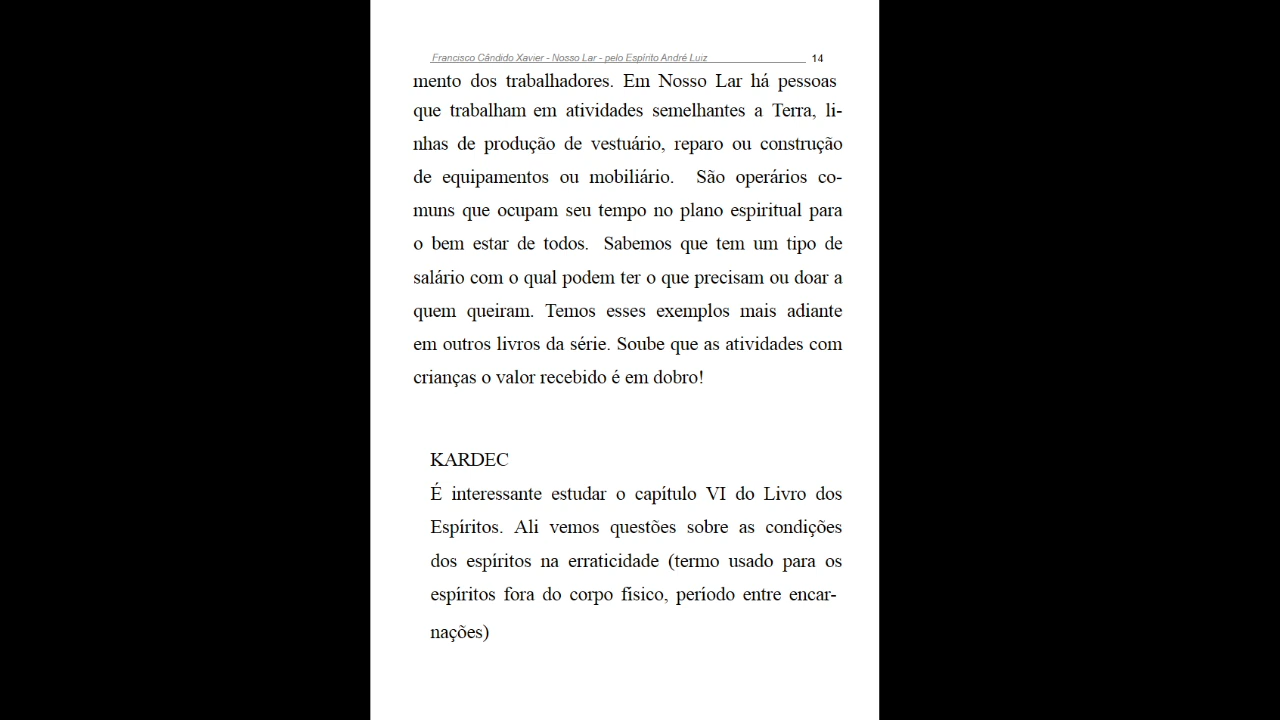 Francisco Cândido Xavier - Nosso Lar - pelo Espírito André Luiz 14
mento dos trabalhadores. Em Nosso Lar há pessoas
que trabalham em atividades semelhantes a Terra, li-
nhas de produção de vestuário, reparo ou construção
de equipamentos ou mobiliário. São operários co-
muns que ocupam seu tempo no plano espiritual para
o bem estar de todos. Sabemos que tem um tipo de
salário com o qual podem ter o que precisam ou doar a
quem queiram. Temos esses exemplos mais adiante
em outros livros da série. Soube que as atividades com
crianças o valor recebido é em dobro!
KARDEC
É interessante estudar o capítulo VI do Livro dos
Espíritos. Ali vemos questões sobre as condições
dos espíritos na erraticidade (termo usado para os
espíritos fora do corpo físico, período entre encar-
nações)